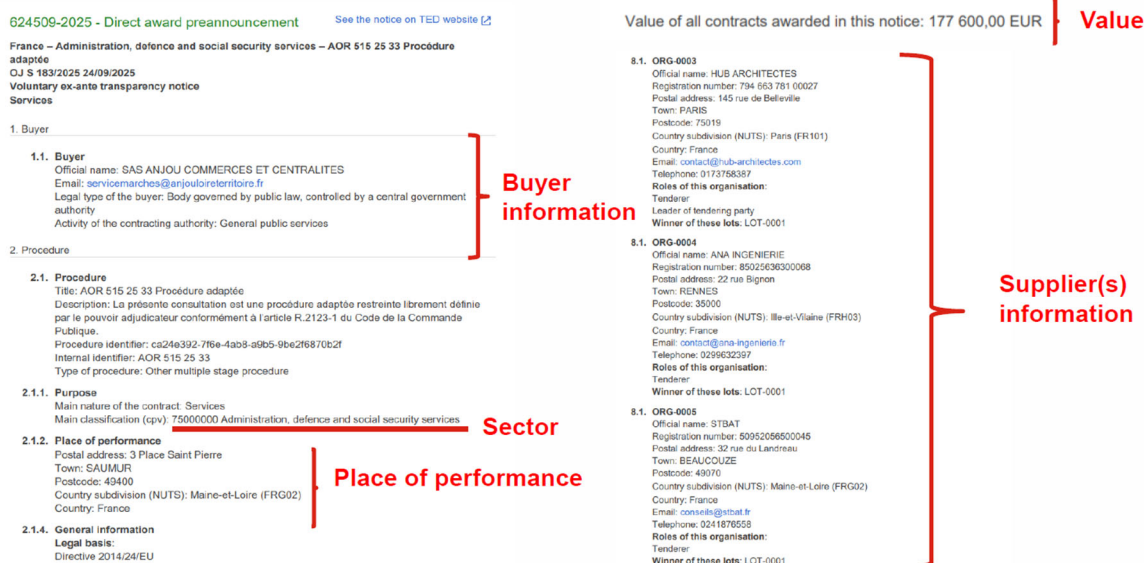 624509-2025 - Direct award preannouncement
See the notice on TED website
France – Administration, defence and social security services – AOR 515 25 33 Procédure
adaptée
OJ S 183/2025 24/09/2025
Voluntary ex-ante transparency notice
Services
1. Buyer
1.1. Buyer
Official name: SAS ANJOU COMMERCES ET CENTRALITES
Email: servicemarches@anjouloireterritoire.fr
Legal type of the buyer: Body governed by public law, controlled by a central government
authority
Activity of the contracting authority: General public services
Buyer
information
2. Procedure
2.1. Procedure
Title: AOR 515 25 33 Procédure adaptée
Description: La présente consultation est une procédure adaptée restreinte librement définie
par le pouvoir adjudicateur conformément à l'article R.2123-1 du Code de la Commande
Publique.
Procedure identifier: ca24e392-7f6e-4ab8-a9b5-9be2f6870b2f
Internal identifier: AOR 515 25 33
Type of procedure: Other multiple stage procedure
2.1.1. Purpose
Main nature of the contract: Services
Main classification (cpv): 75000000 Administration, defence and social security services
Sector
2.1.2. Place of performance
Postal address: 3 Place Saint Pierre
Town: SAUMUR
Postcode: 49400
Country subdivision (NUTS): Maine-et-Loire (FRG02)
Country: France
Place of performance
2.1.4. General information
Legal basis:
Directive 2014/24/EU
Value of all contracts awarded in this notice: 177 600,00 EUR
Value
8.1. ORG-0003
Official name: HUB ARCHITECTES
Registration number: 794 663 781 00027
Postal address: 145 rue de Belleville
Town: PARIS
Postcode: 75019
Country subdivision (NUTS): Paris (FR101)
Country: France
Email: contact@hub-architectes.com
Telephone: 0173758387
Roles of this organisation:
Tenderer
Leader of tendering party
Winner of these lots: LOT-0001
8.1. ORG-0004
Official name: ANA INGENIERIE
Registration number: 85025636300068
Postal address: 22 rue Bignon
Town: RENNES
Postcode: 35000
Country subdivision (NUTS): Ille-et-Vilaine (FRH03)
Country: France
Email: contact@ana-ingenierie.fr
Telephone: 0299632397
Roles of this organisation:
Tenderer
Winner of these lots: LOT-0001
8.1. ORG-0005
Official name: STBAT
Registration number: 50952056500045
Postal address: 32 rue du Landreau
Town: BEAUCOUZE
Postcode: 49070
Country subdivision (NUTS): Maine-et-Loire (FRG02)
Country: France
Email: conseils@stbat.fr
Telephone: 0241876558
Roles of this organisation:
Tenderer
Winner of these lots: LOT-0001
Supplier(s)
information